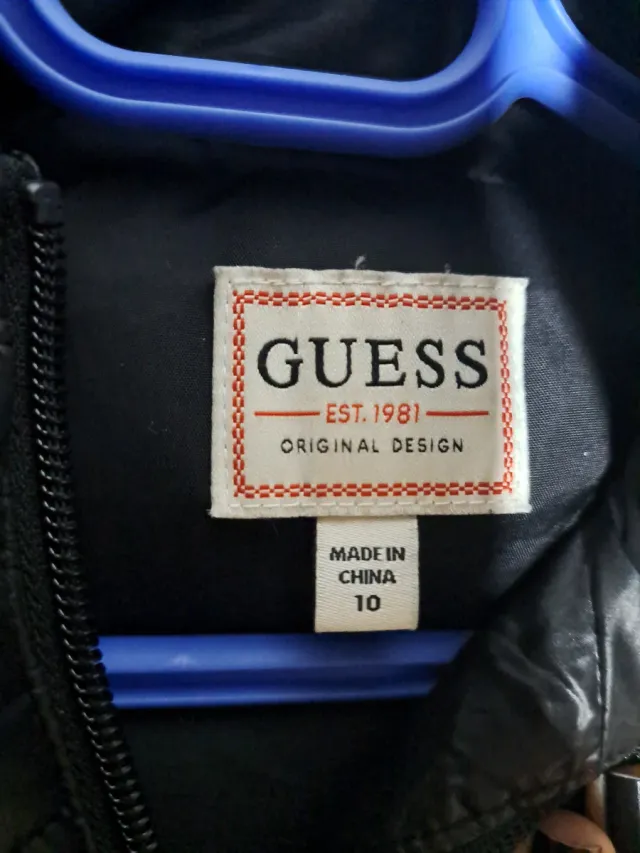 GUESS
EST. 1981
ORIGINAL DESIGN
MADE IN
CHINA
10